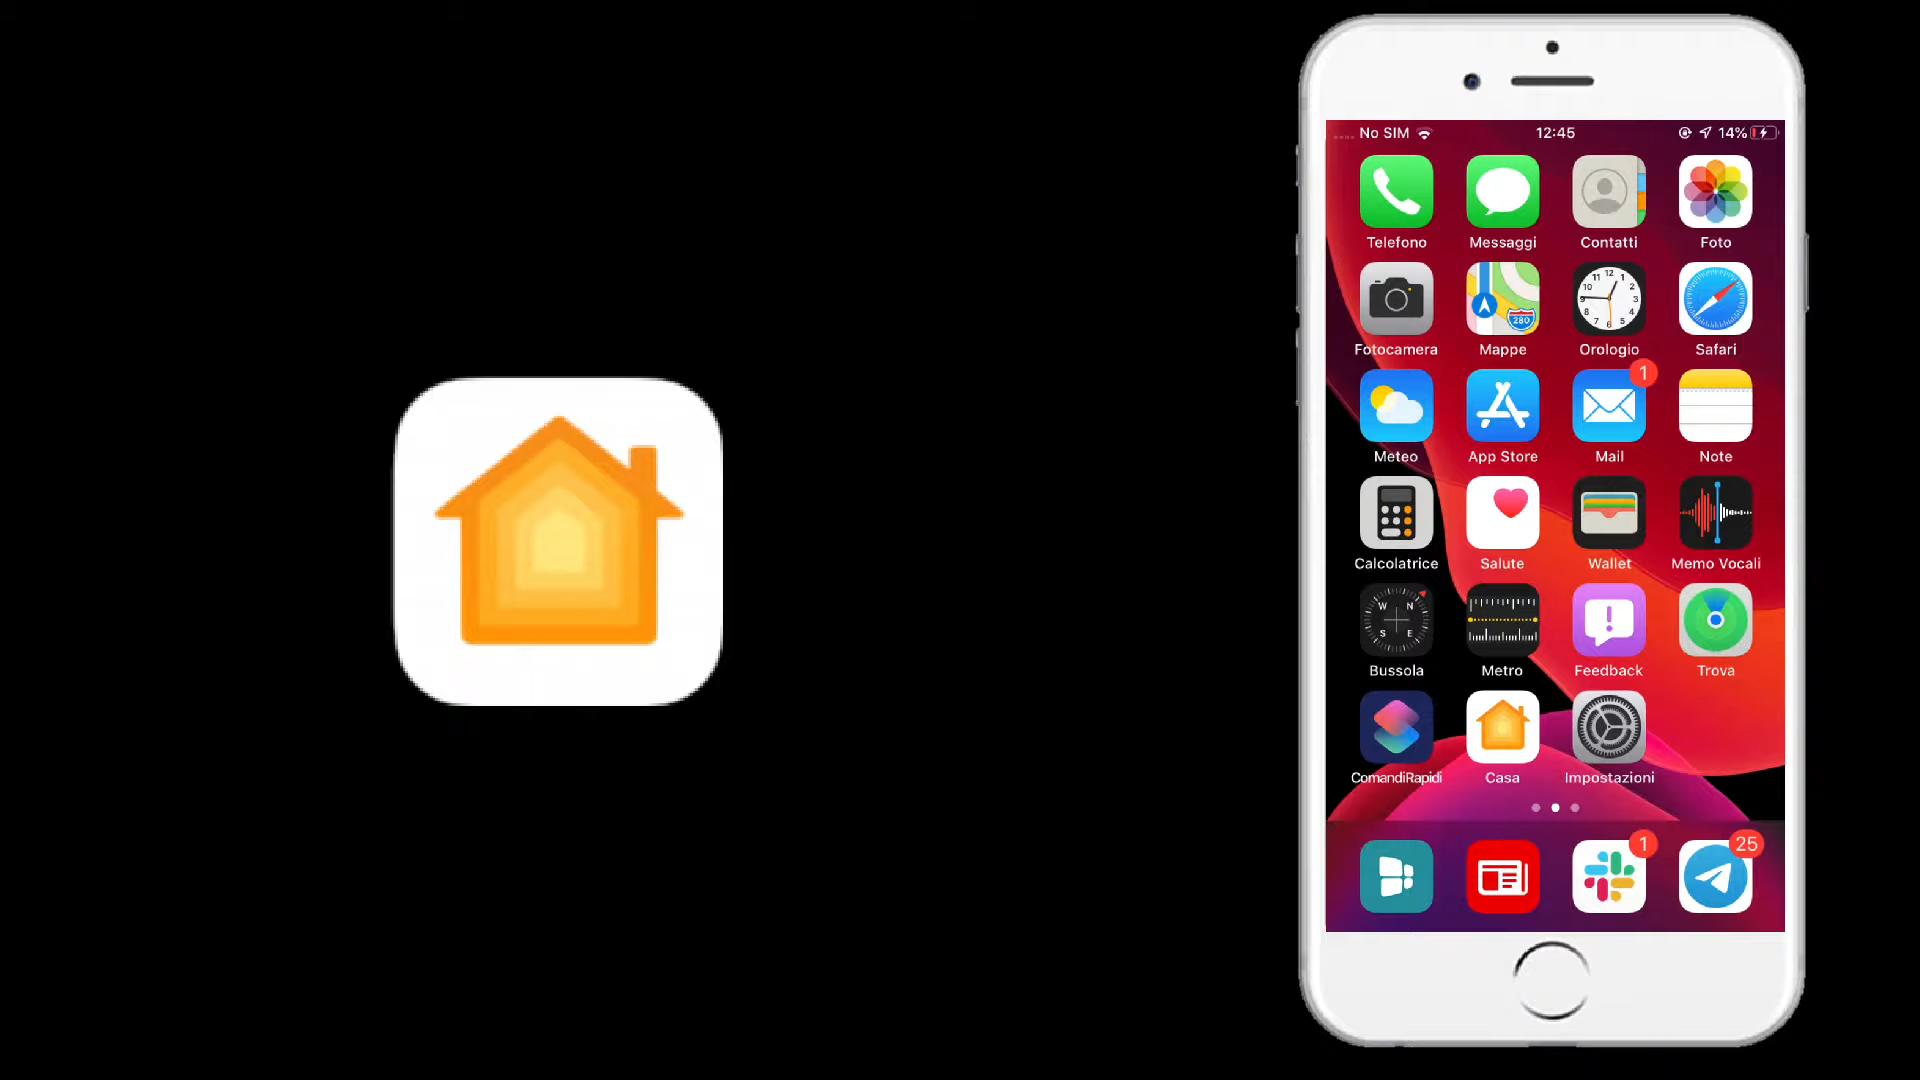 No SIM 12:45 14%
Telefono Messaggi Contatti Foto
280
Fotocamera Mappe Orologio Safari
1
Meteo App Store Mail Note
Calcolatrice Salute Wallet Memo Vocali
W N
S E
Bussola Metro Feedback Trova
ComandiRapidi Casa Impostazioni
1 25